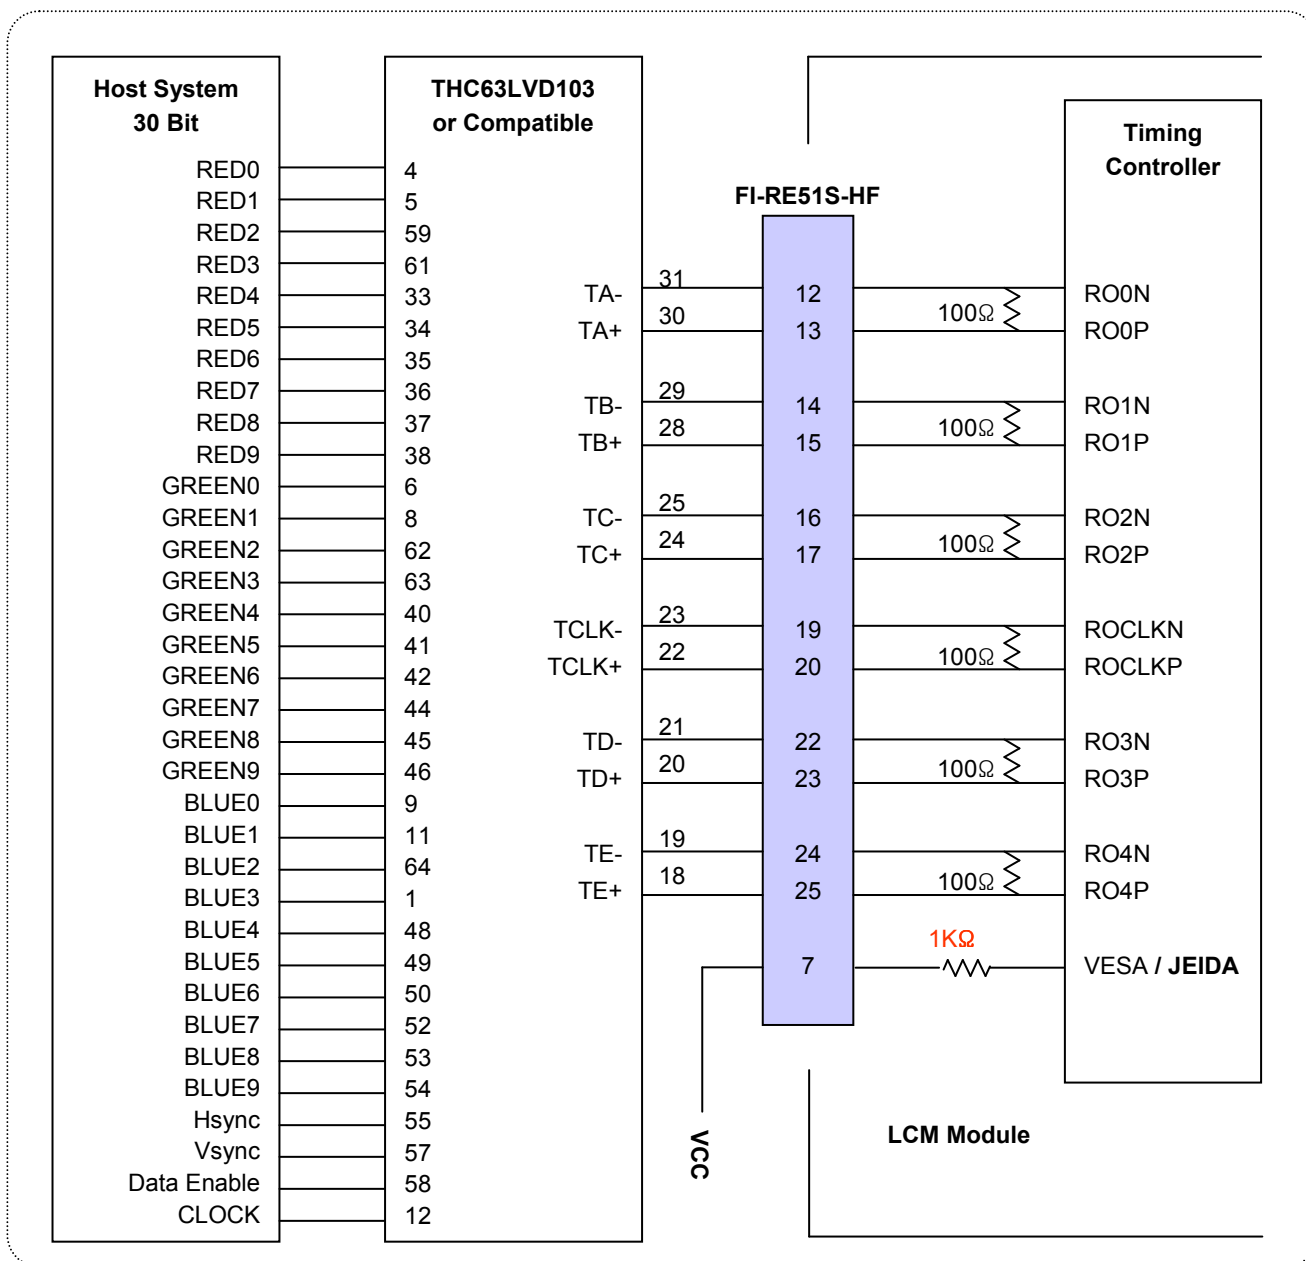 Host System
30 Bit
RED0
RED1
RED2
RED3
RED4
RED5
RED6
RED7
RED8
RED9
GREEN0
GREEN1
GREEN2
GREEN3
GREEN4
GREEN5
GREEN6
GREEN7
GREEN8
GREEN9
BLUE0
BLUE1
BLUE2
BLUE3
BLUE4
BLUE5
BLUE6
BLUE7
BLUE8
BLUE9
Hsync
Vsync
Data Enable
CLOCK
THC63LVD103
or Compatible
4
5
59
61
33
34
35
36
37
38
6
8
62
63
40
41
42
44
45
46
9
11
64
1
48
49
50
52
53
54
55
57
58
12
TA-
TA+
TB-
TB+
TC-
TC+
TCLK-
TCLK+
TD-
TD+
TE-
TE+
31
30
29
28
25
24
23
22
21
20
19
18
FI-RE51S-HF
12
13
14
15
16
17
19
20
22
23
24
25
7
VCC
100Ω
100Ω
100Ω
100Ω
100Ω
100Ω
1KΩ
Timing
Controller
RO0N
RO0P
RO1N
RO1P
RO2N
RO2P
ROCLKN
ROCLKP
RO3N
RO3P
RO4N
RO4P
VESA / JEIDA
LCM Module